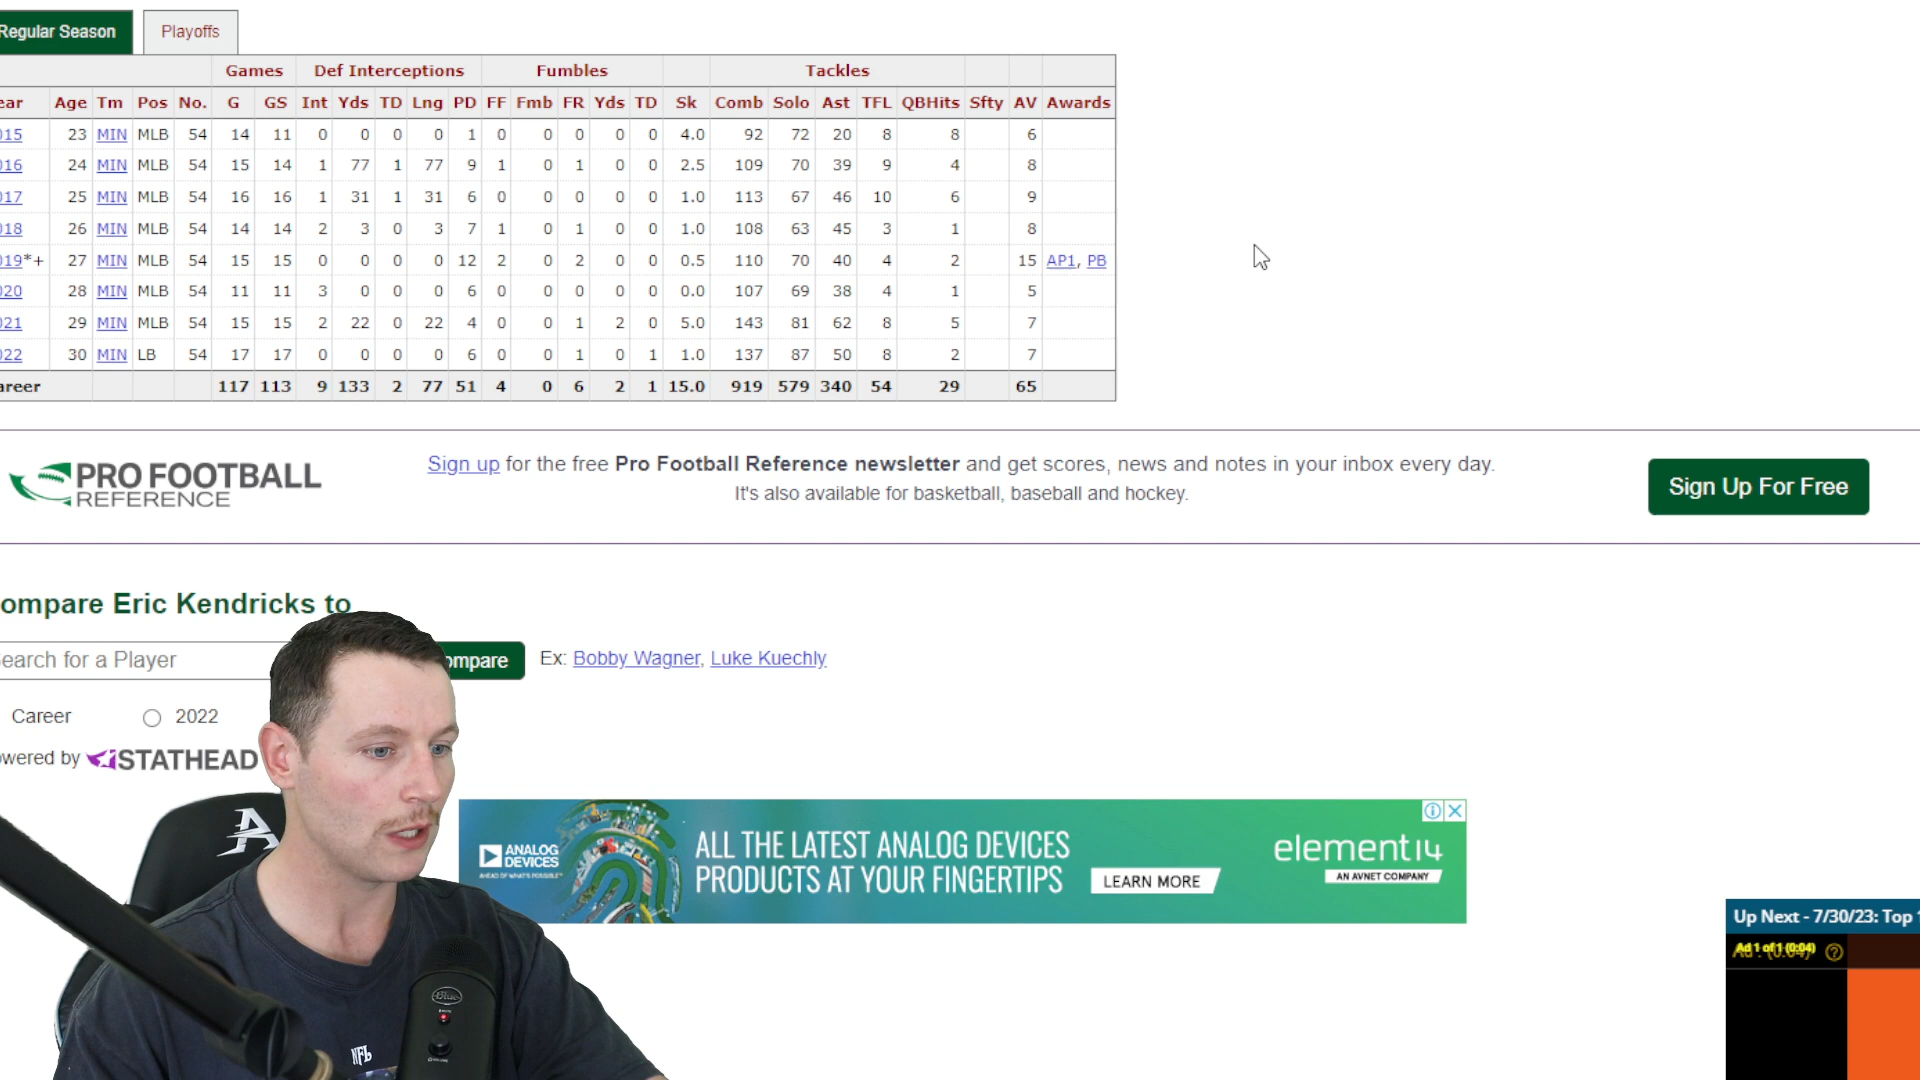 Regular Season Playoffs
Games Def Interceptions Fumbles Tackles
ear Age Tm Pos No. G GS Int Yds TD Lng PD FF Fmb FR Yds TD Sk Comb Solo Ast TFL QBHits Sfty AV Awards
015 23 MIN MLB 54 14 11 0 0 0 0 1 0 0 0 0 0 4.0 92 72 20 8 8 6
016 24 MIN MLB 54 15 14 1 77 1 77 9 1 0 1 0 0 2.5 109 70 39 9 4 8
017 25 MIN MLB 54 16 16 1 31 1 31 6 0 0 0 0 0 1.0 113 67 46 10 6 9
018 26 MIN MLB 54 14 14 2 3 0 3 7 1 0 1 0 0 1.0 108 63 45 3 1 8
019*+ 27 MIN MLB 54 15 15 0 0 0 0 12 2 0 2 0 0 0.5 110 70 40 4 2 15 AP1, PB
020 28 MIN MLB 54 11 11 3 0 0 0 6 0 0 0 0 0 0.0 107 69 38 4 1 5
021 29 MIN MLB 54 15 15 2 22 0 22 4 0 0 1 2 0 5.0 143 81 62 8 5 7
022 30 MIN LB 54 17 17 0 0 0 0 6 0 0 1 0 1 1.0 137 87 50 8 2 7
areer 117 113 9 133 2 77 51 4 0 6 2 1 15.0 919 579 340 54 29 65
PRO FOOTBALL
REFERENCE
Sign up for the free Pro Football Reference newsletter and get scores, news and notes in your inbox every day.
It's also available for basketball, baseball and hockey.
Sign Up For Free
ompare Eric Kendricks to
earch for a Player ompare Ex: Bobby Wagner, Luke Kuechly
Career 2022
owered by STATHEAD
ANALOG
DEVICES
AHEAD OF WHAT'S POSSIBLE™
ALL THE LATEST ANALOG DEVICES
PRODUCTS AT YOUR FINGERTIPS
LEARN MORE
element14
AN AVNET COMPANY
Up Next - 7/30/23: Top 1
Ad 1 of 1 (0:04)
Blue
NFL